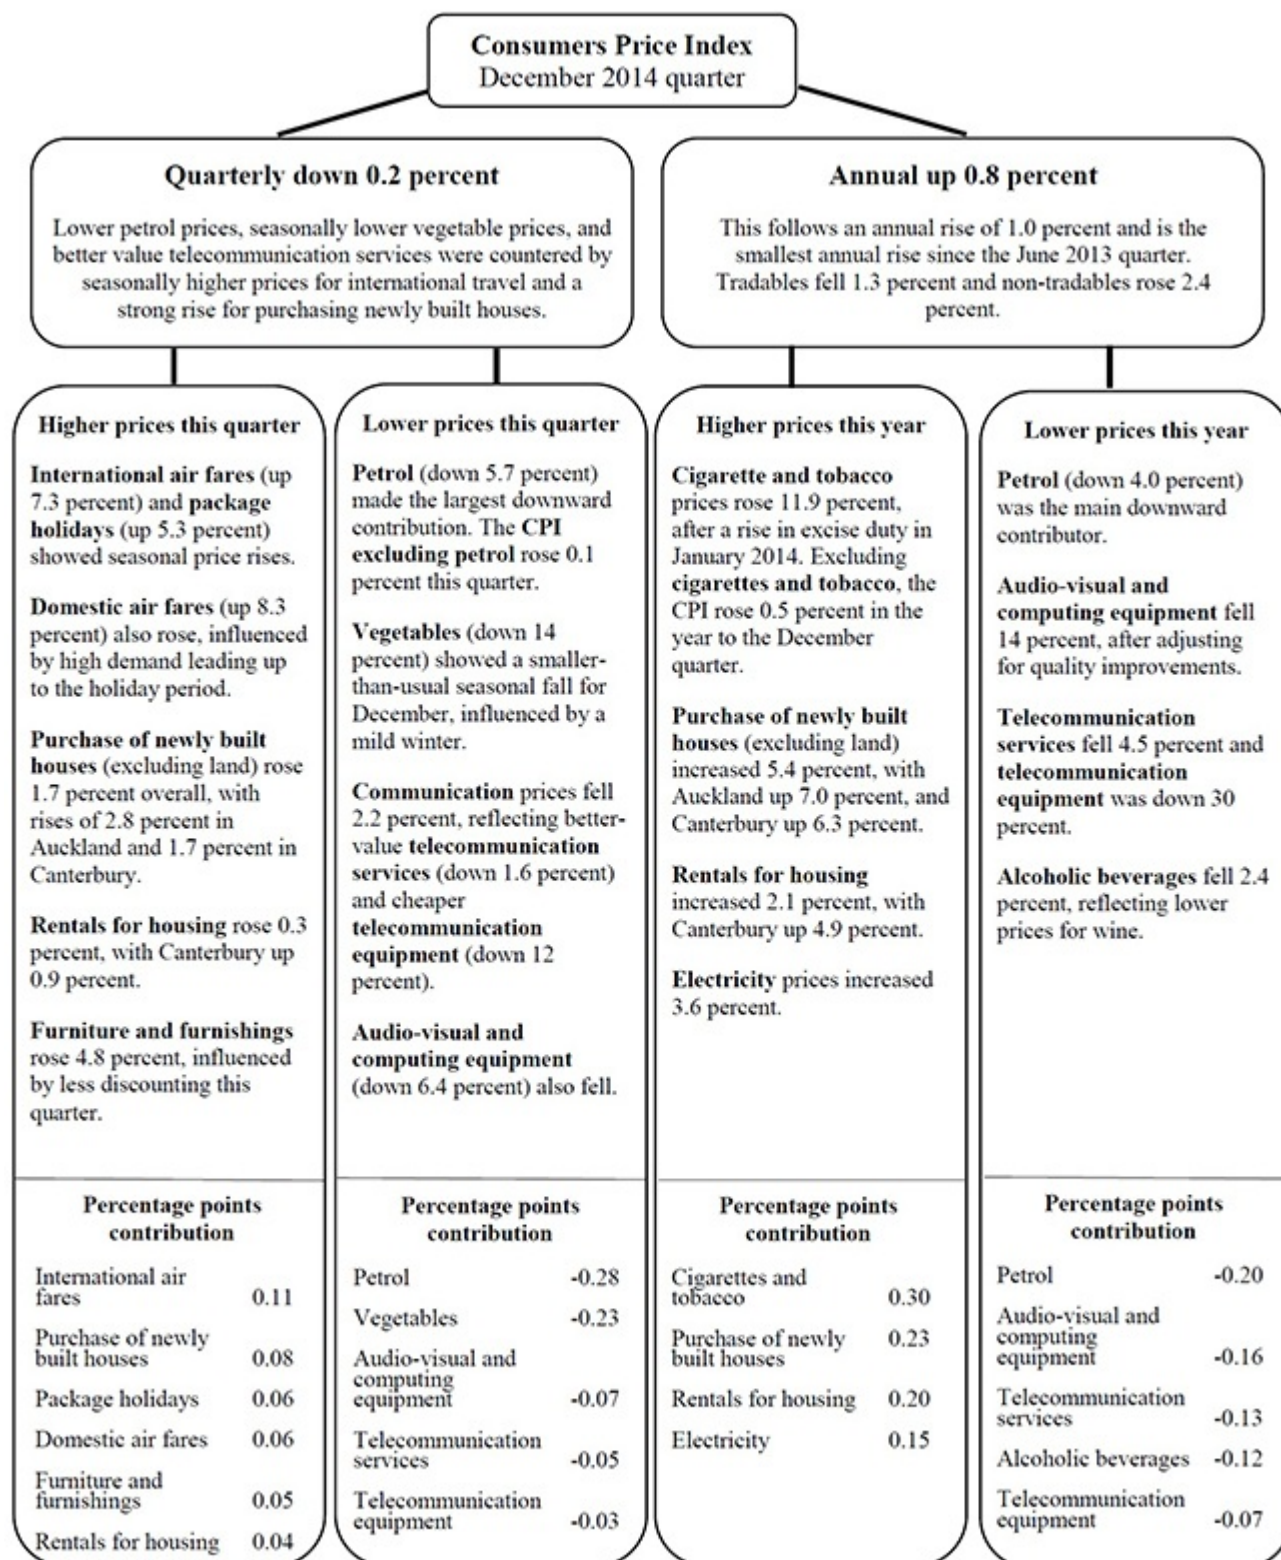 Consumers Price Index
December 2014 quarter
Quarterly down 0.2 percent
Lower petrol prices, seasonally lower vegetable prices, and
better value telecommunication services were countered by
seasonally higher prices for international travel and a
strong rise for purchasing newly built houses.
Annual up 0.8 percent
This follows an annual rise of 1.0 percent and is the
smallest annual rise since the June 2013 quarter.
Tradables fell 1.3 percent and non-tradables rose 2.4
percent.
Higher prices this quarter
International air fares (up
7.3 percent) and package
holidays (up 5.3 percent)
showed seasonal price rises.
Domestic air fares (up 8.3
percent) also rose, influenced
by high demand leading up
to the holiday period.
Purchase of newly built
houses (excluding land) rose
1.7 percent overall, with
rises of 2.8 percent in
Auckland and 1.7 percent in
Canterbury.
Rentals for housing rose 0.3
percent, with Canterbury up
0.9 percent.
Furniture and furnishings
rose 4.8 percent, influenced
by less discounting this
quarter.
Percentage points
contribution
International air
fares 0.11
Purchase of newly
built houses 0.08
Package holidays 0.06
Domestic air fares 0.06
Furniture and
furnishings 0.05
Rentals for housing 0.04
Lower prices this quarter
Petrol (down 5.7 percent)
made the largest downward
contribution. The CPI
excluding petrol rose 0.1
percent this quarter.
Vegetables (down 14
percent) showed a smaller-
than-usual seasonal fall for
December, influenced by a
mild winter.
Communication prices fell
2.2 percent, reflecting better-
value telecommunication
services (down 1.6 percent)
and cheaper
telecommunication
equipment (down 12
percent).
Audio-visual and
computing equipment
(down 6.4 percent) also fell.
Percentage points
contribution
Petrol -0.28
Vegetables -0.23
Audio-visual and
computing
equipment -0.07
Telecommunication
services -0.05
Telecommunication
equipment -0.03
Higher prices this year
Cigarette and tobacco
prices rose 11.9 percent,
after a rise in excise duty in
January 2014. Excluding
cigarettes and tobacco, the
CPI rose 0.5 percent in the
year to the December
quarter.
Purchase of newly built
houses (excluding land)
increased 5.4 percent, with
Auckland up 7.0 percent, and
Canterbury up 6.3 percent.
Rentals for housing
increased 2.1 percent, with
Canterbury up 4.9 percent.
Electricity prices increased
3.6 percent.
Percentage points
contribution
Cigarettes and
tobacco 0.30
Purchase of newly
built houses 0.23
Rentals for housing 0.20
Electricity 0.15
Lower prices this year
Petrol (down 4.0 percent)
was the main downward
contributor.
Audio-visual and
computing equipment fell
14 percent, after adjusting
for quality improvements.
Telecommunication
services fell 4.5 percent and
telecommunication
equipment was down 30
percent.
Alcoholic beverages fell 2.4
percent, reflecting lower
prices for wine.
Percentage points
contribution
Petrol -0.20
Audio-visual and
computing
equipment -0.16
Telecommunication
services -0.13
Alcoholic beverages -0.12
Telecommunication
equipment -0.07